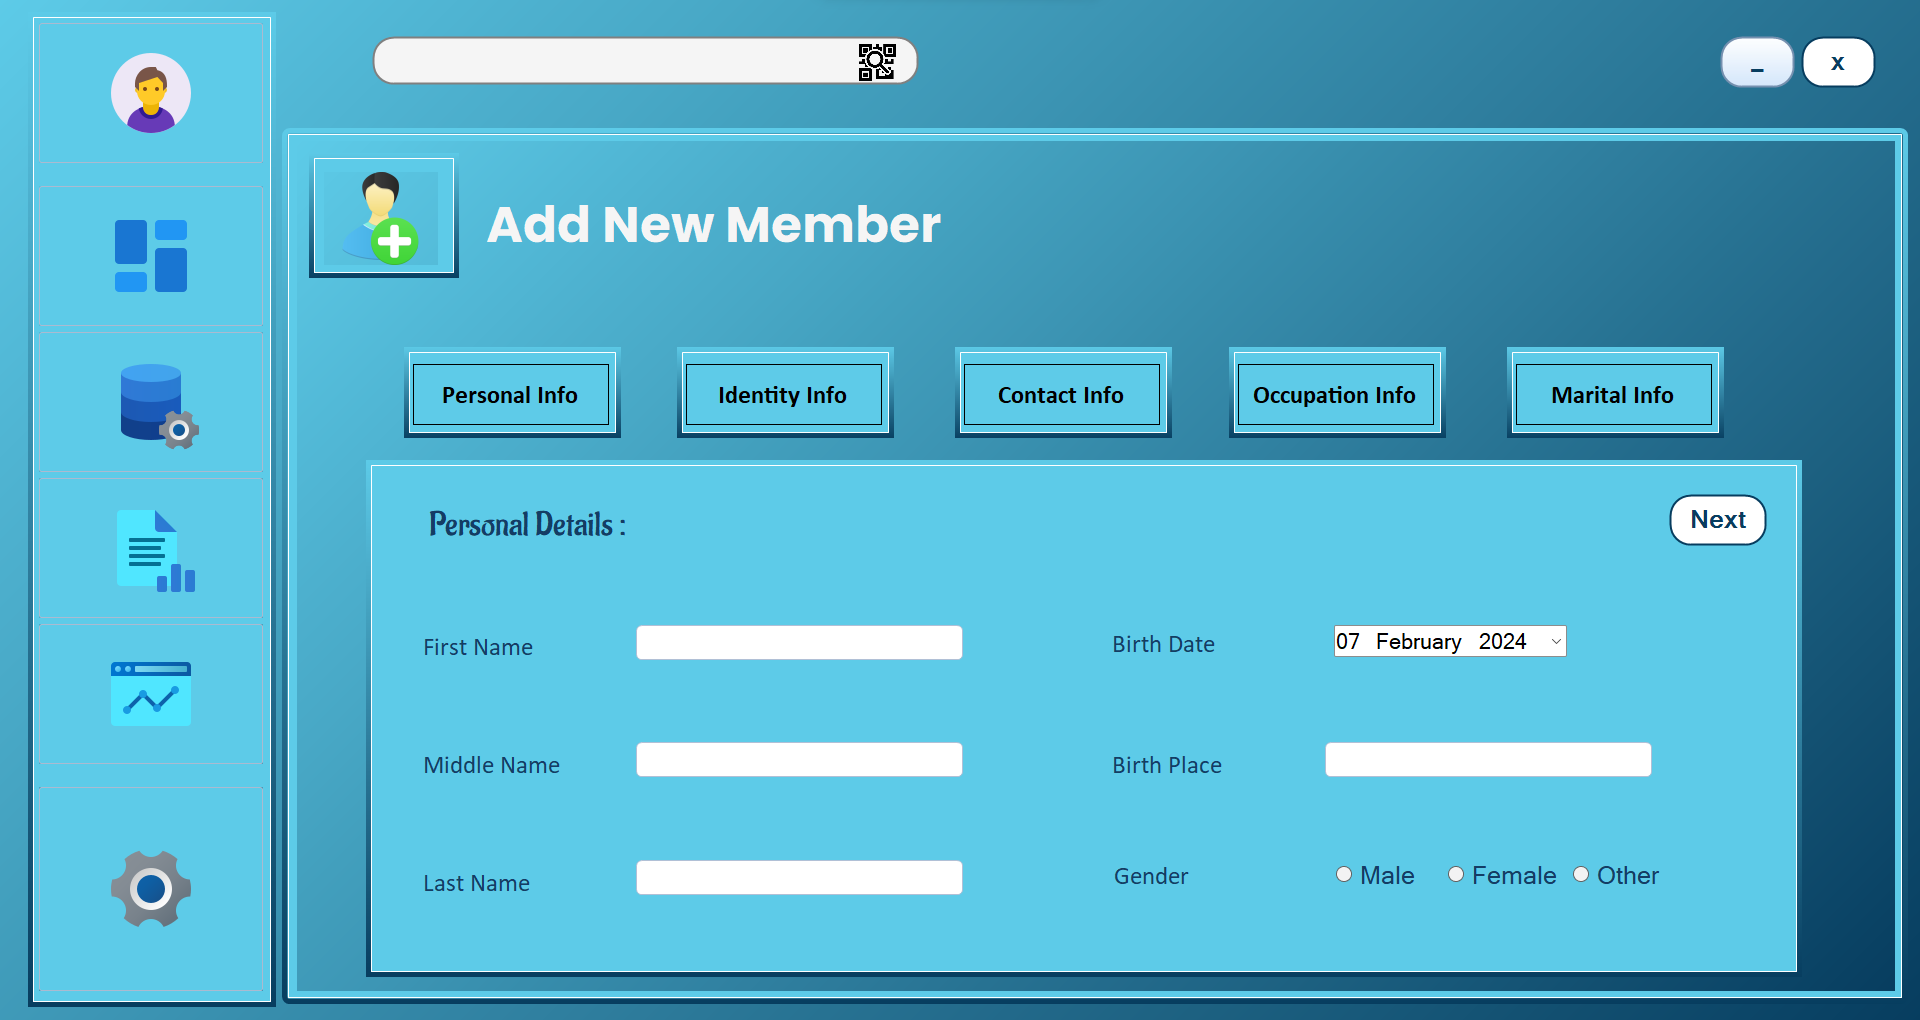 _
x
Add New Member
Personal Info
Identity Info
Contact Info
Occupation Info
Marital Info
Personal Details :
Next
First Name
Birth Date
07 February 2024
Middle Name
Birth Place
Last Name
Gender
Male
Female
Other